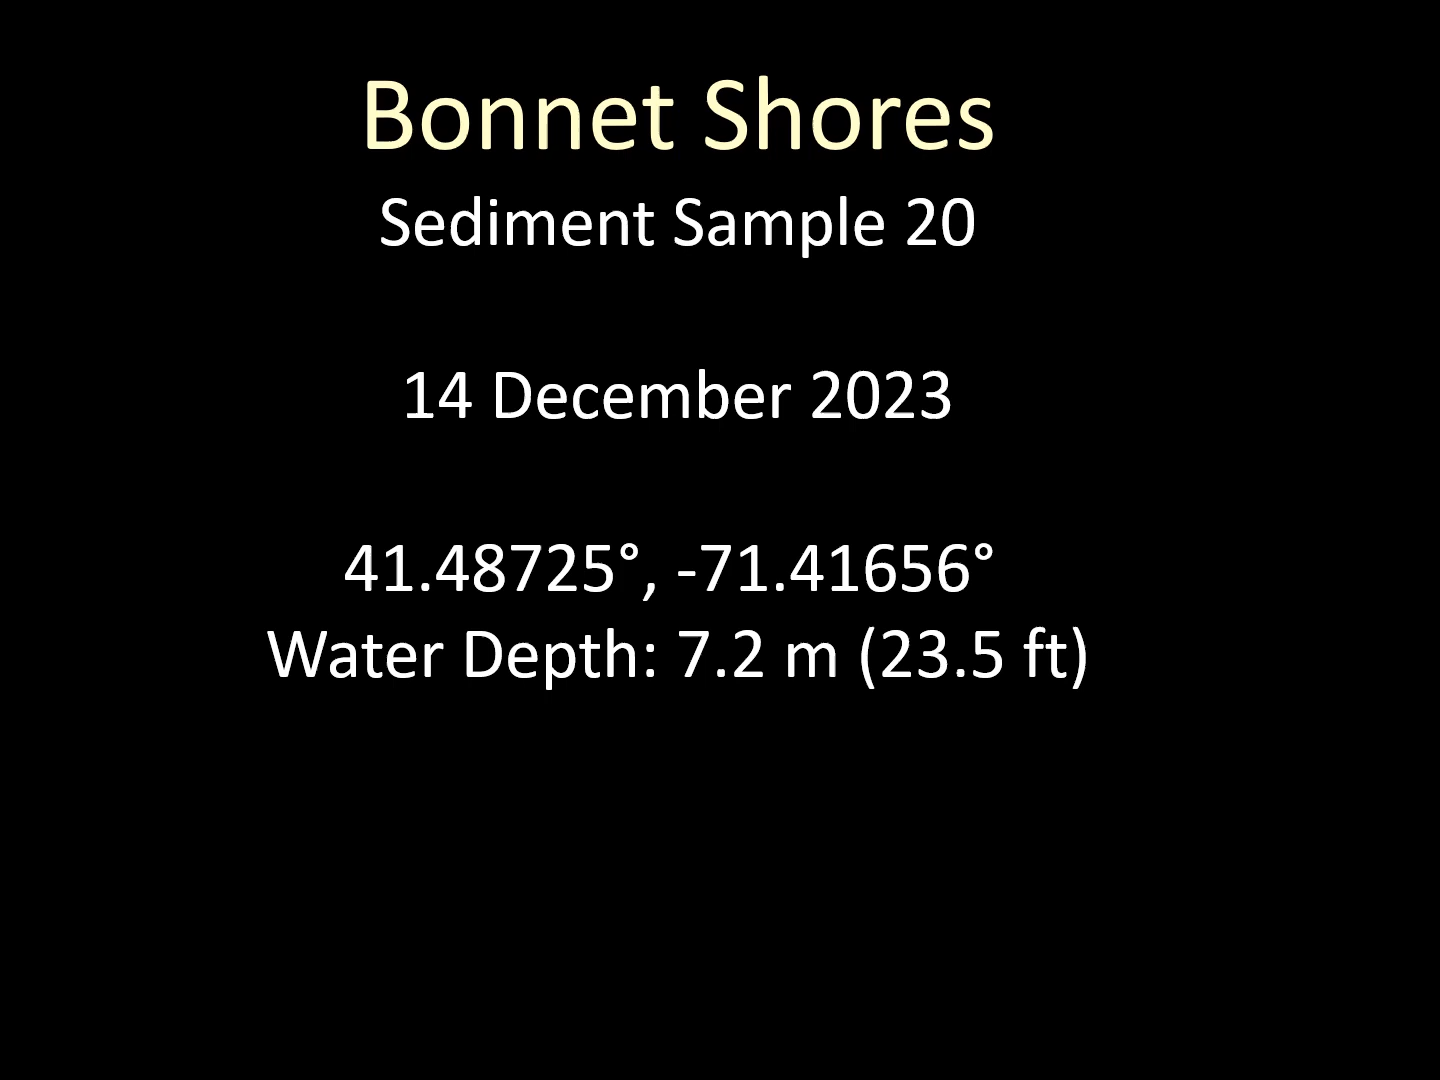 Bonnet Shores
Sediment Sample 20
14 December 2023
41.48725°, -71.41656°
Water Depth: 7.2 m (23.5 ft)